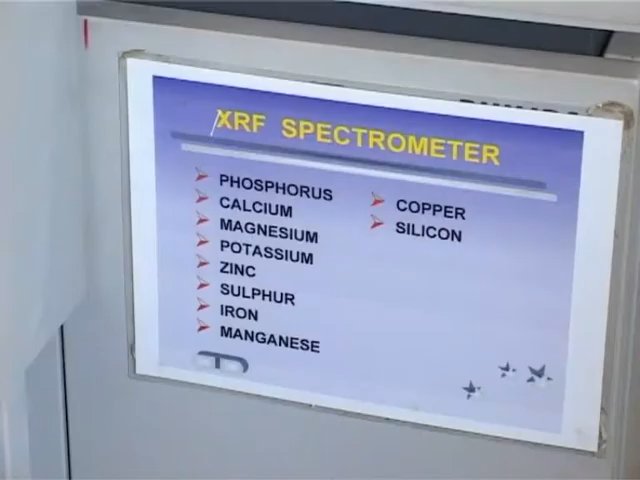 XRF SPECTROMETER
PHOSPHORUS
CALCIUM
MAGNESIUM
POTASSIUM
ZINC
SULPHUR
IRON
MANGANESE
COPPER
SILICON